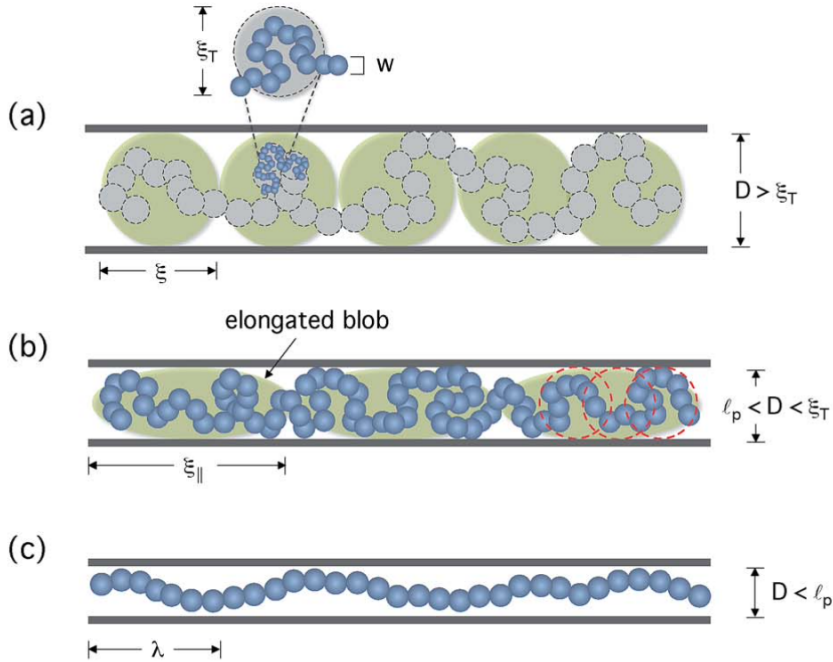 ξT
w
(a)
D > ξT
ξ
elongated blob
(b)
ℓp < D < ξT
ξ||
(c)
D < ℓp
λ